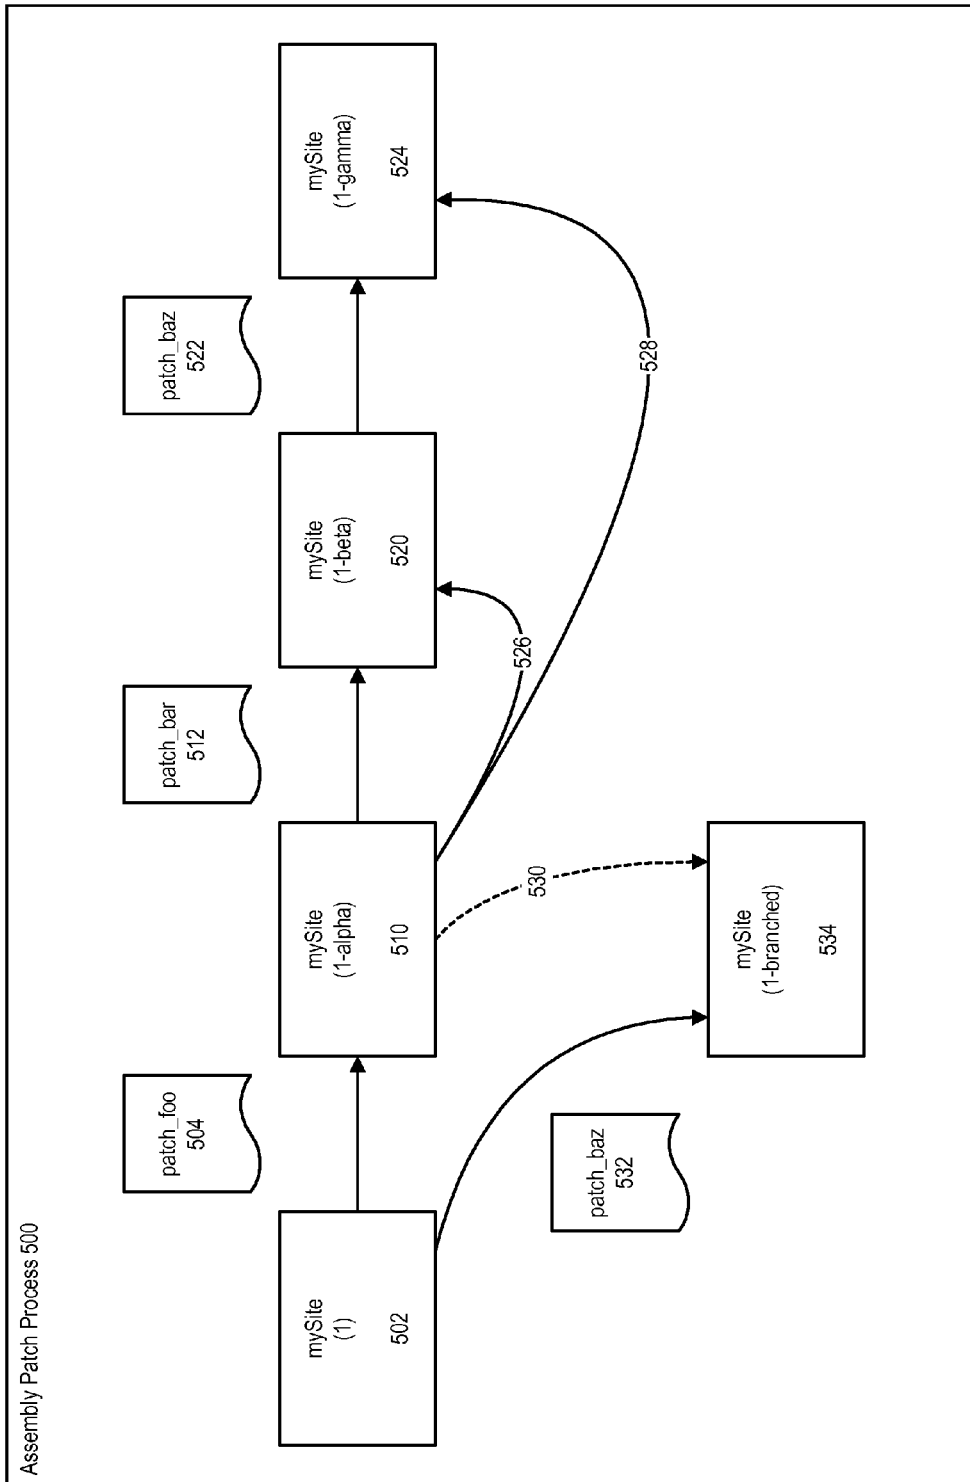 Assembly Patch Process 500
patch_foo
504
patch_bar
512
patch_baz
522
mySite
(1)
502
mySite
(1-alpha)
510
mySite
(1-beta)
520
mySite
(1-gamma)
524
530
526
528
patch_baz
532
mySite
(1-branched)
534